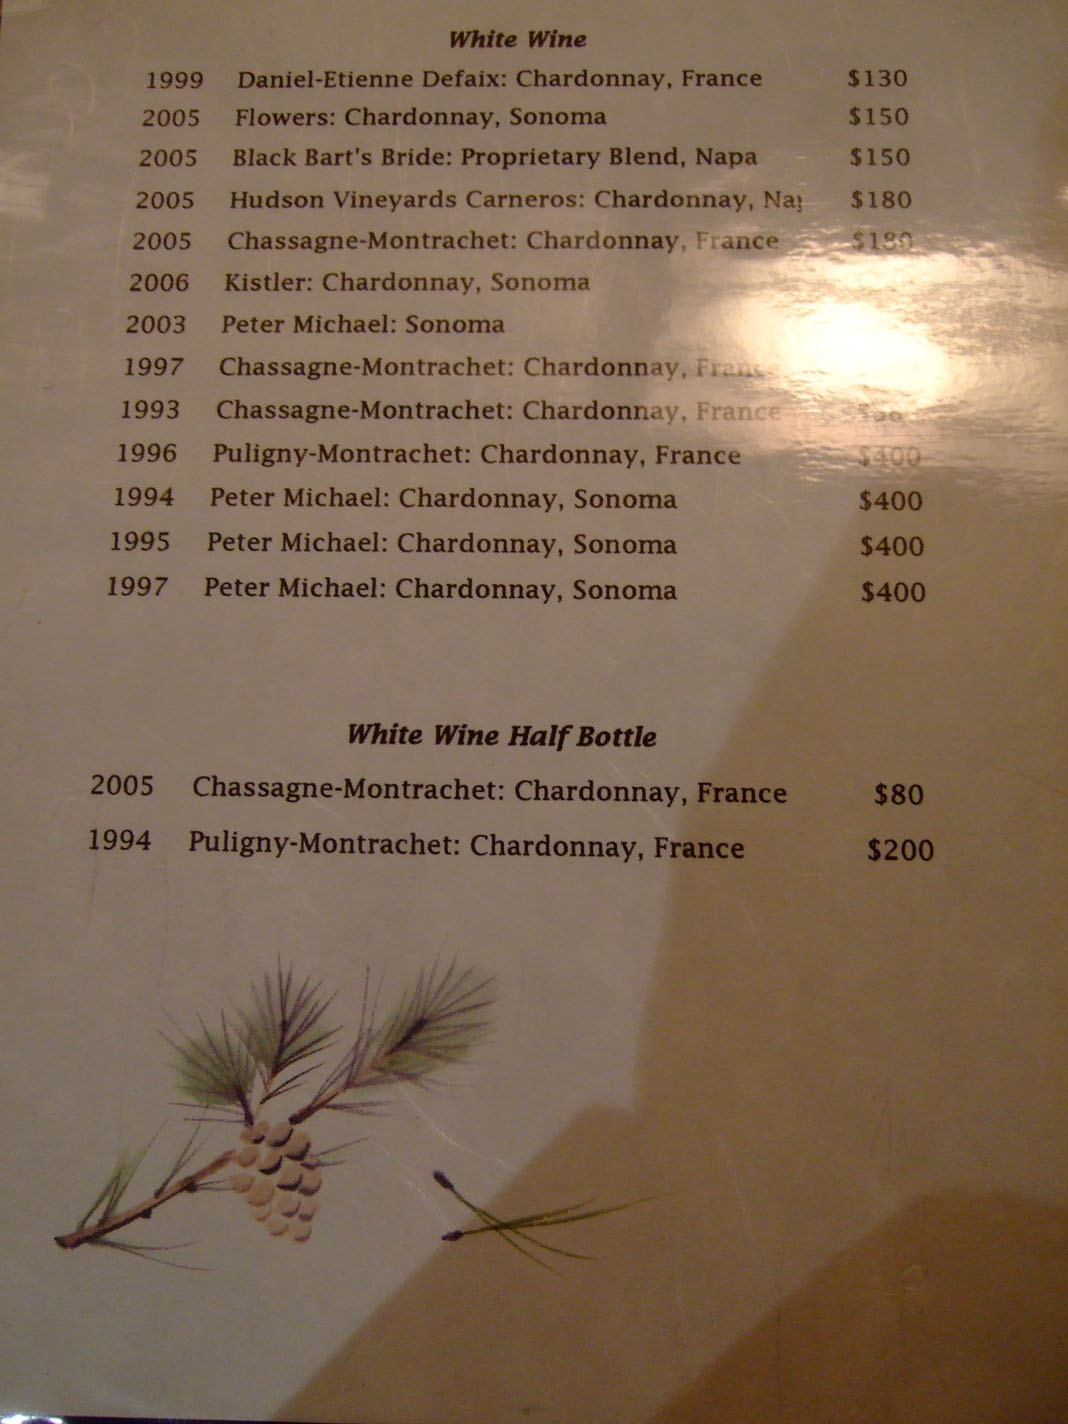 White Wine
1999 Daniel-Etienne Defaix: Chardonnay, France $130
2005 Flowers: Chardonnay, Sonoma $150
2005 Black Bart's Bride: Proprietary Blend, Napa $150
2005 Hudson Vineyards Carneros: Chardonnay, $180
2005 Chassagne-Montrachet: Chardonnay, France $180
2006 Kistler: Chardonnay, Sonoma
2003 Peter Michael: Sonoma
1997 Chassagne-Montrachet: Chardonnay,
1993 Chassagne-Montrachet: Chardonnay, France
1996 Puligny-Montrachet: Chardonnay, France $400
1994 Peter Michael: Chardonnay, Sonoma $400
1995 Peter Michael: Chardonnay, Sonoma $400
1997 Peter Michael: Chardonnay, Sonoma $400
White Wine Half Bottle
2005 Chassagne-Montrachet: Chardonnay, France $80
1994 Puligny-Montrachet: Chardonnay, France $200